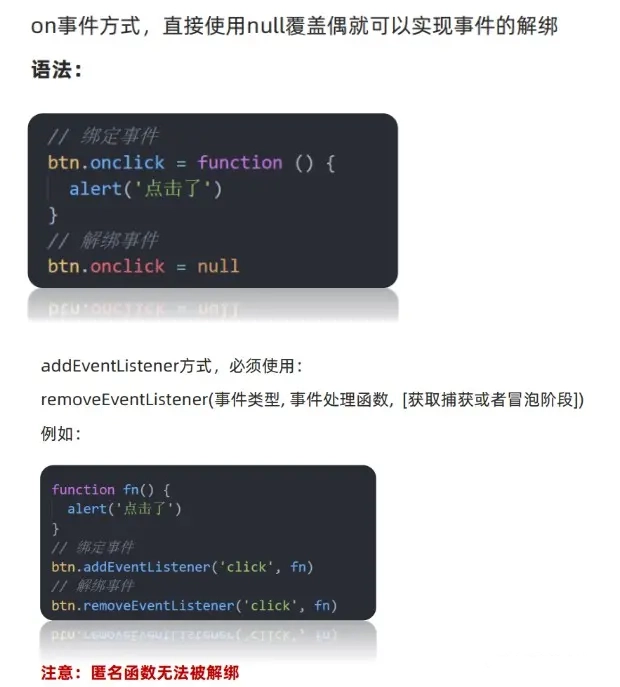 on事件方式，直接使用null覆盖偶就可以实现事件的解绑
语法：
// 绑定事件
btn.onclick = function () {
  alert('点击了')
}
// 解绑事件
btn.onclick = null
addEventListener方式，必须使用：
removeEventListener(事件类型, 事件处理函数, [获取捕获或者冒泡阶段])
例如：
function fn() {
  alert('点击了')
}
// 绑定事件
btn.addEventListener('click', fn)
// 解绑事件
btn.removeEventListener('click', fn)
注意：匿名函数无法被解绑